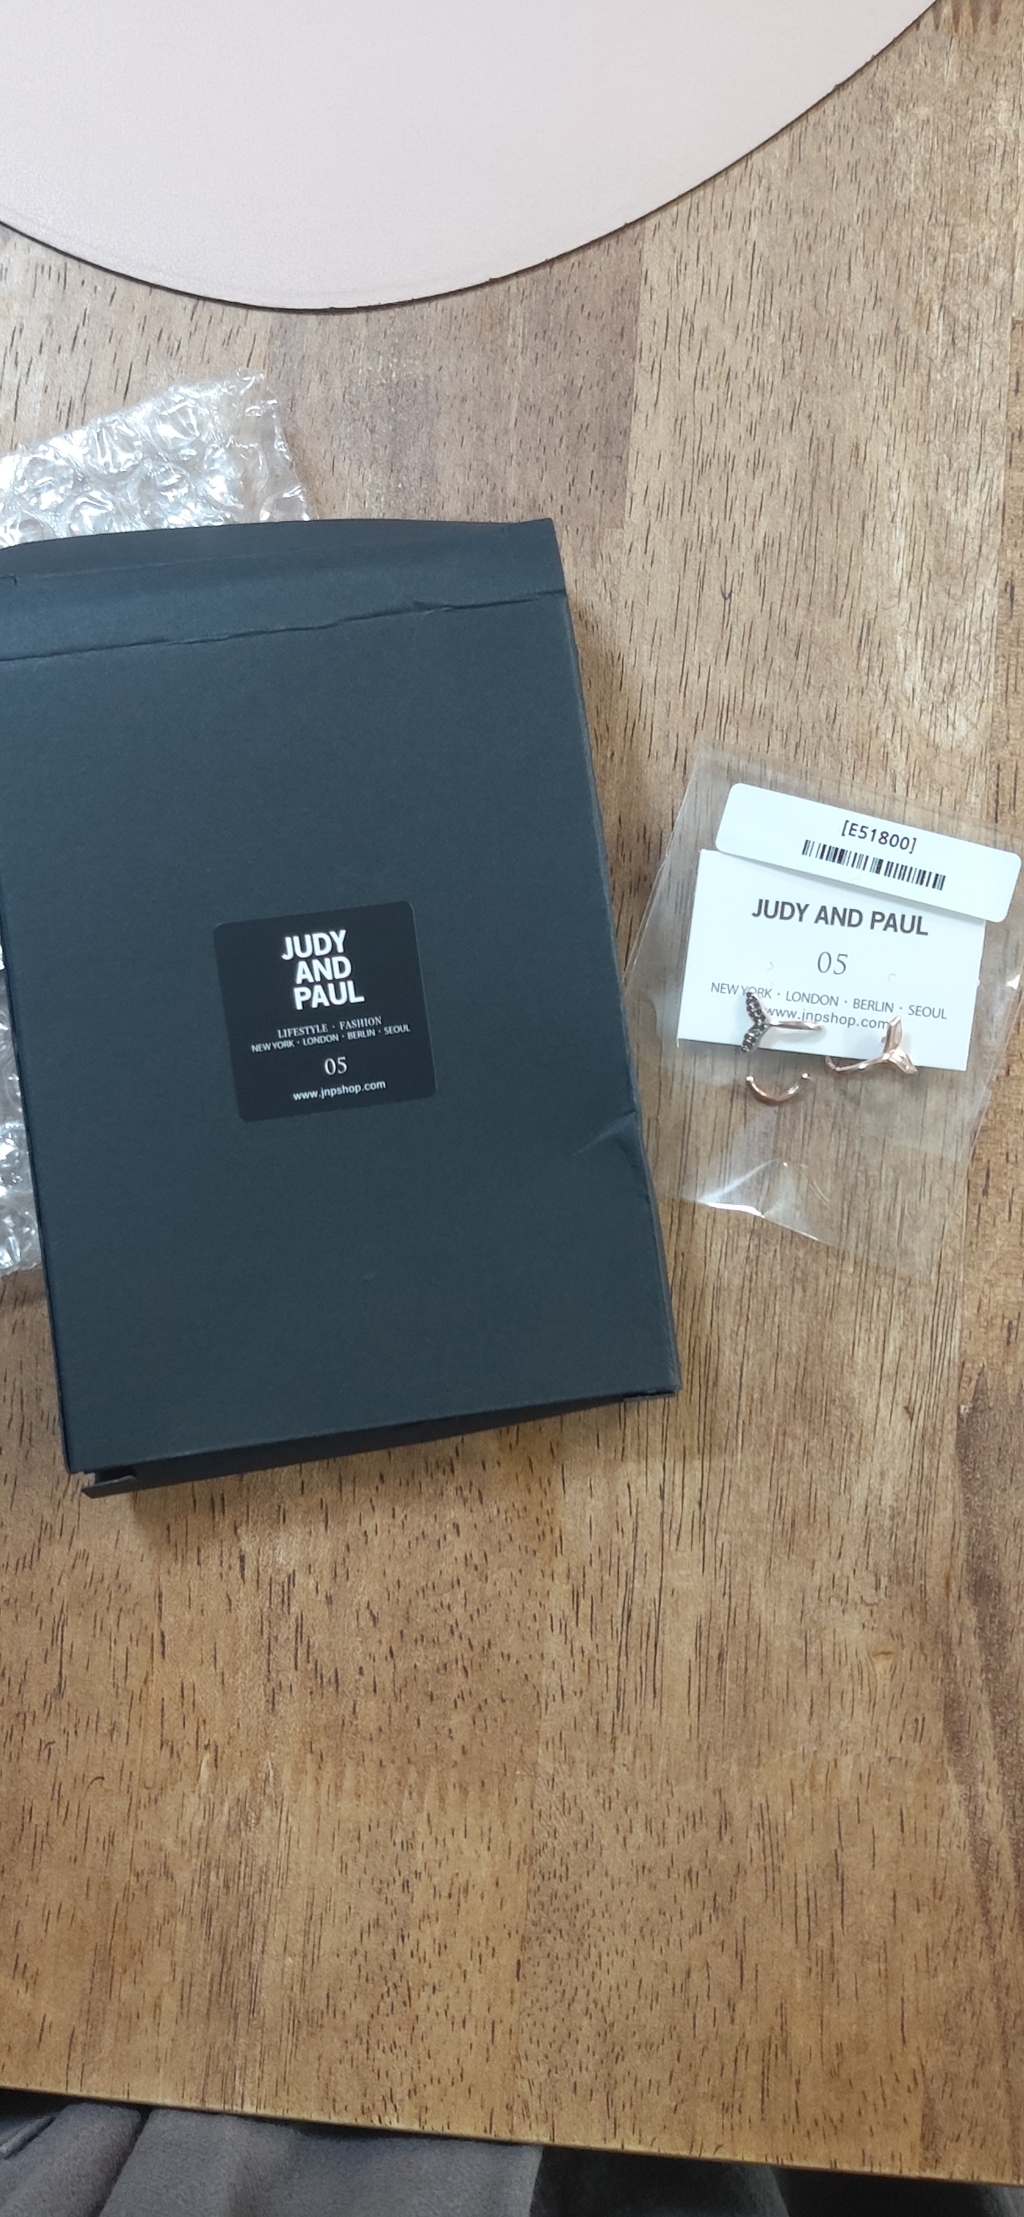 JUDY
AND
PAUL
LIFESTYLE · FASHION
NEW YORK · LONDON · BERLIN · SEOUL
05
www.jnpshop.com
[E51800]
JUDY AND PAUL
05
NEW YORK · LONDON · BERLIN · SEOUL
www.jnpshop.com